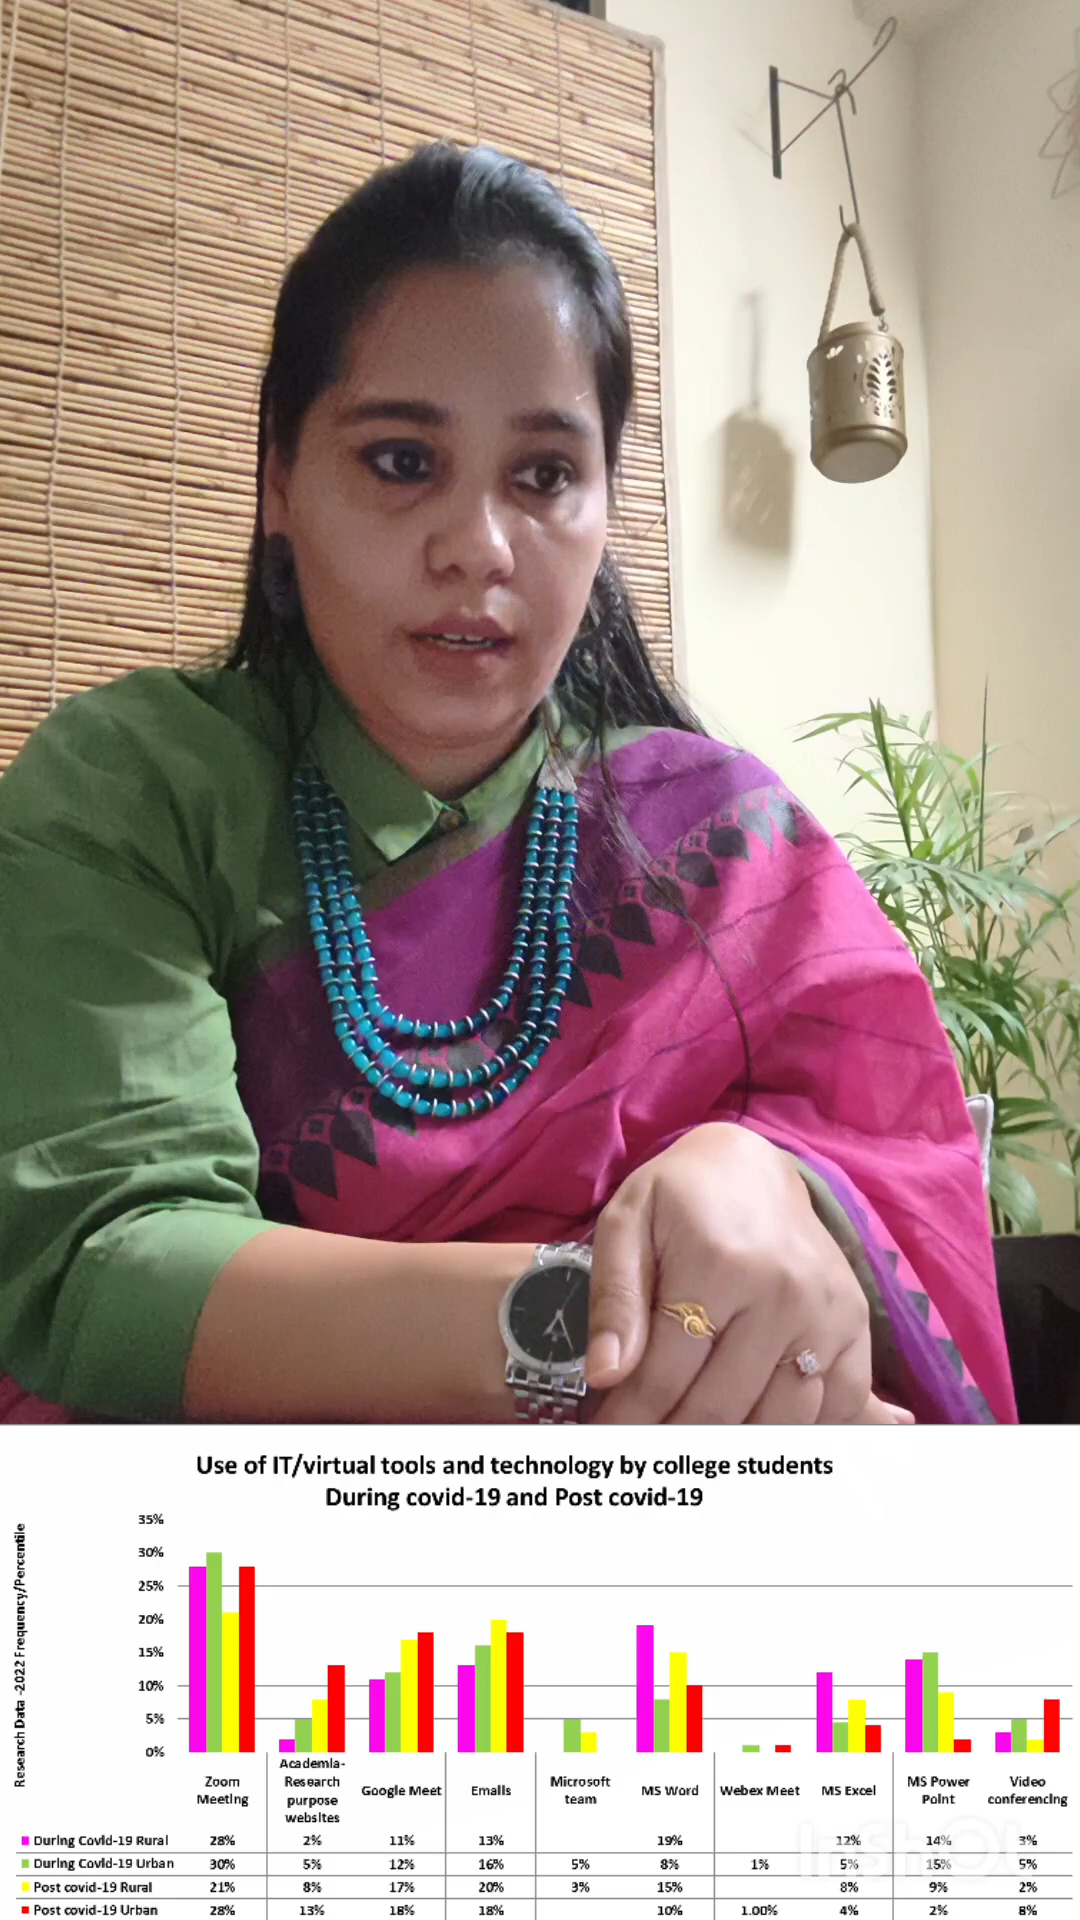 Use of IT/virtual tools and technology by college students
During covid-19 and Post covid-19
Research Data -2022 Frequency/Percentile
35%
30%
25%
20%
15%
10%
5%
0%
Zoom Meeting
Academia-Research purpose websites
Google Meet
Emails
Microsoft team
MS Word
Webex Meet
MS Excel
MS Power Point
Video conferencing
During Covid-19 Rural 28% 2% 11% 13% 19% 12% 14% 3%
During Covid-19 Urban 30% 5% 12% 16% 5% 8% 1% 5% 15% 5%
Post covid-19 Rural 21% 8% 17% 20% 3% 15% 8% 9% 2%
Post covid-19 Urban 28% 13% 18% 18% 10% 1.00% 4% 2% 8%
InShOt